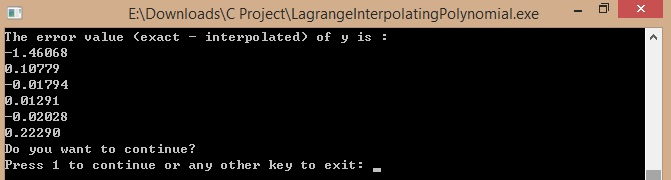 E:\Downloads\C Project\LagrangeInterpolatingPolynomial.exe
The error value (exact - interpolated) of y is :
-1.46068
0.10779
-0.01794
0.01291
-0.02028
0.22290
Do you want to continue?
Press 1 to continue or any other key to exit: _